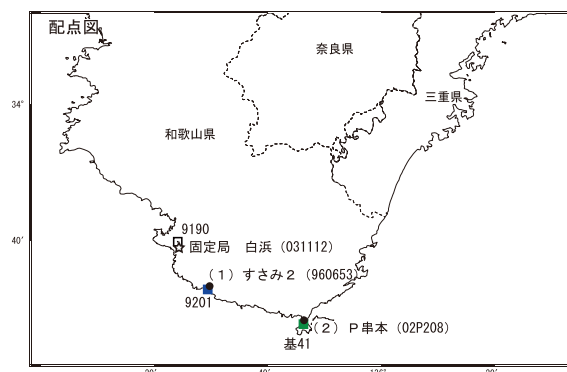 配点図
奈良県
34°
三重県
和歌山県
9190
40′
固定局 白浜（031112）
（1）すさみ2（960653）
9201
（2）P串本（02P208）
基41